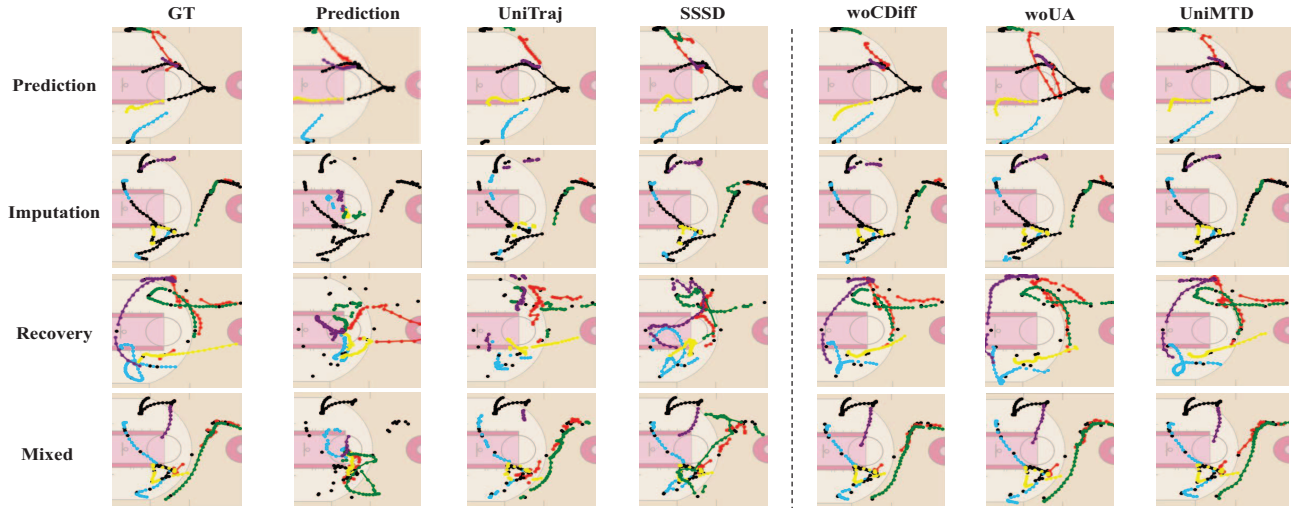 GT Prediction UniTraj SSSD woCDiff woUA UniMTD
Prediction
Imputation
Recovery
Mixed